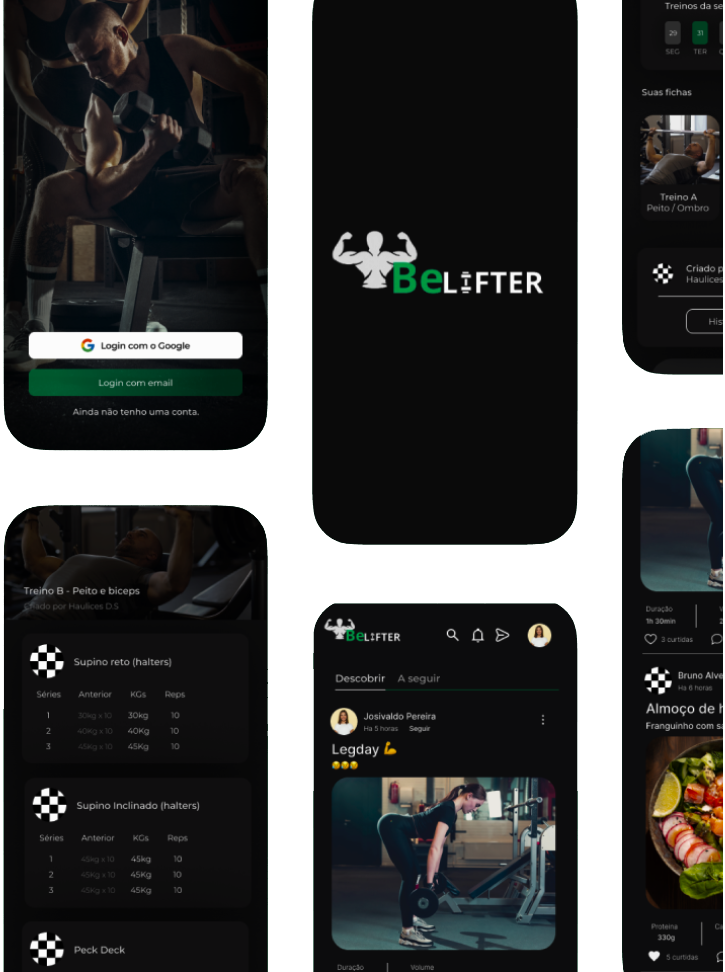 Login com o Google
Login com email
Ainda não tenho uma conta.
BeLIFTER
Treinos da se
29
31
SEG
TER
Suas fichas
Treino A
Peito / Ombro
Criado p
Haulices
His
Treino B - Peito e biceps
Criado por Haulices D.S
Supino reto (halters)
Séries Anterior KGs Reps
1 30kg x 10 30kg 10
2 40Kg x 10 40Kg 10
3 45Kg x 10 45Kg 10
Supino Inclinado (halters)
Séries Anterior KGs Reps
1 45kg x 10 45kg 10
2 45Kg x 10 45Kg 10
3 45Kg x 10 45Kg 10
Peck Deck
BeLIFTER
Descobrir A seguir
Josivaldo Pereira
Ha 5 horas Seguir
Legday 💪
Duração Volume
Duração
1h 30min
3 curtidas
Bruno Alve
Ha 6 horas
Almoço de h
Franguinho com sa
Proteina
330g
5 curtidas